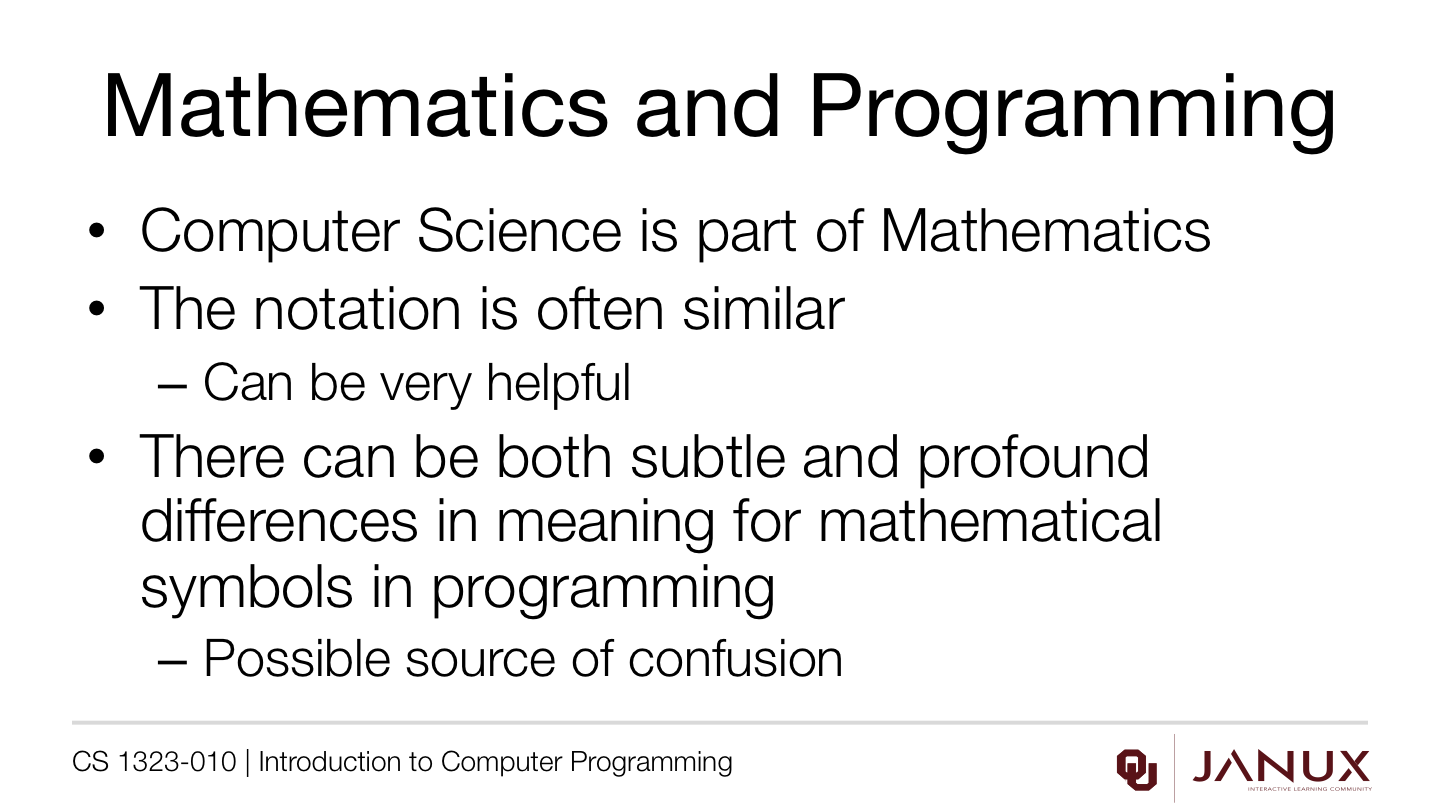 Mathematics and Programming
• Computer Science is part of Mathematics
• The notation is often similar
– Can be very helpful
• There can be both subtle and profound
differences in meaning for mathematical
symbols in programming
– Possible source of confusion
CS 1323-010 | Introduction to Computer Programming
OU
JANUX
INTERACTIVE LEARNING COMMUNITY